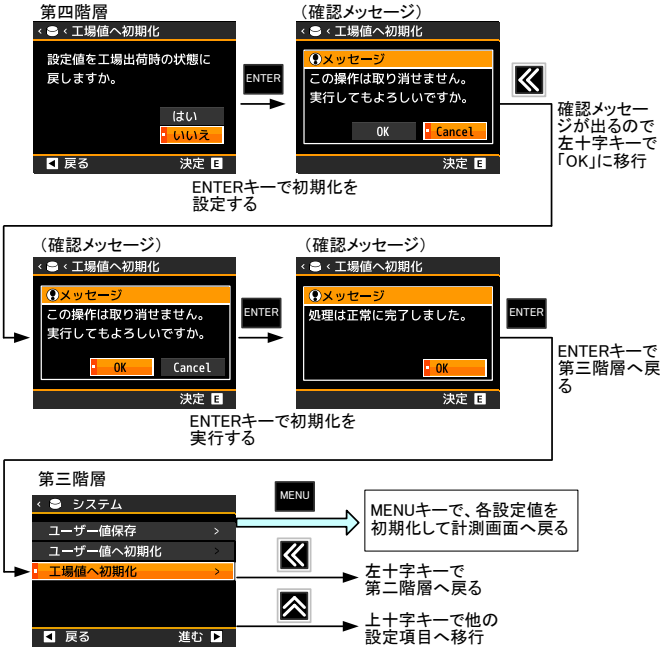 第四階層
‹ ‹ 工場値へ初期化
設定値を工場出荷時の状態に
戻しますか。
はい
いいえ
◀ 戻る 決定 E
ENTER
(確認メッセージ)
‹ ‹ 工場値へ初期化
メッセージ
この操作は取り消せません。
実行してもよろしいですか。
OK Cancel
決定 E
確認メッセー
ジが出るので
左十字キーで
「OK」に移行
ENTERキーで初期化を
設定する
(確認メッセージ)
‹ ‹ 工場値へ初期化
メッセージ
この操作は取り消せません。
実行してもよろしいですか。
OK Cancel
決定 E
ENTER
(確認メッセージ)
‹ ‹ 工場値へ初期化
メッセージ
処理は正常に完了しました。
OK
決定 E
ENTER
ENTERキーで
第三階層へ戻
る
ENTERキーで初期化を
実行する
第三階層
‹ システム
ユーザー値保存 >
ユーザー値へ初期化 >
工場値へ初期化 >
◀ 戻る 進む ▶
MENU
MENUキーで、各設定値を
初期化して計測画面へ戻る
左十字キーで
第二階層へ戻る
上十字キーで他の
設定項目へ移行